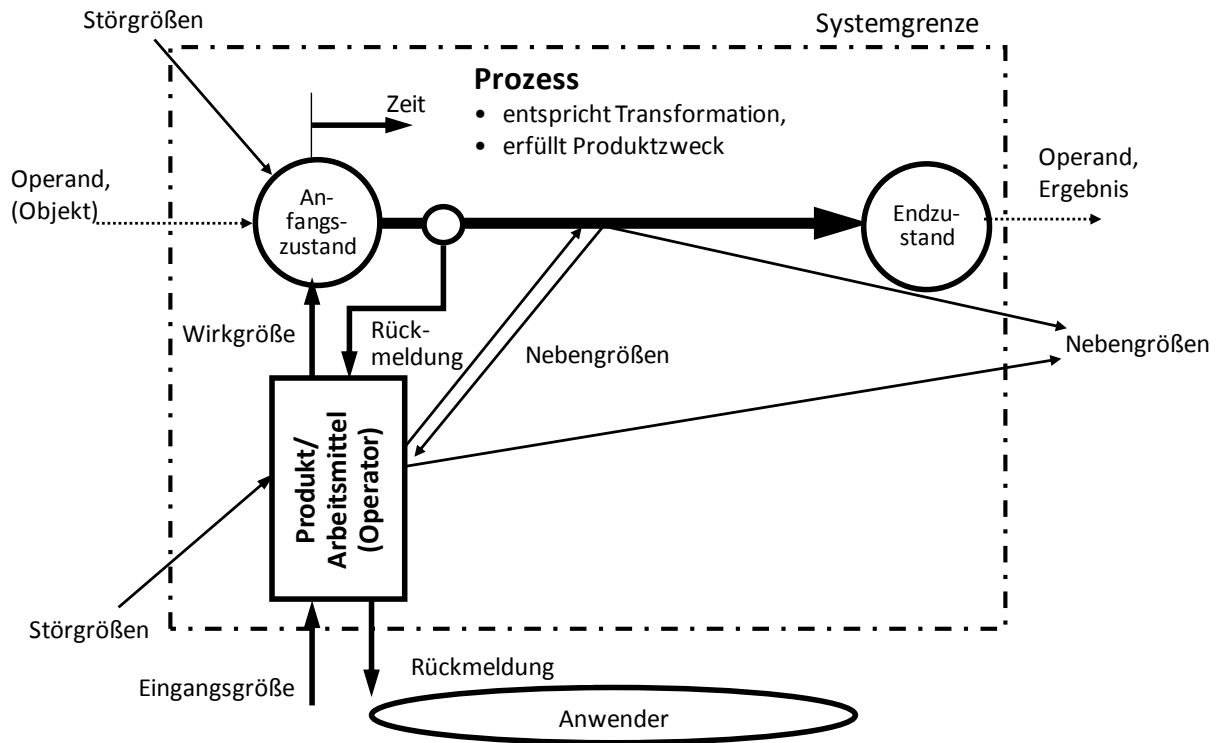 Störgrößen
Systemgrenze
Prozess
• entspricht Transformation,
• erfüllt Produktzweck
Zeit
Operand,
(Objekt)
An-
fangs-
zustand
Endzu-
stand
Operand,
Ergebnis
Wirkgröße
Rück-
meldung
Nebengrößen
Nebengrößen
Produkt/
Arbeitsmittel
(Operator)
Störgrößen
Eingangsgröße
Rückmeldung
Anwender